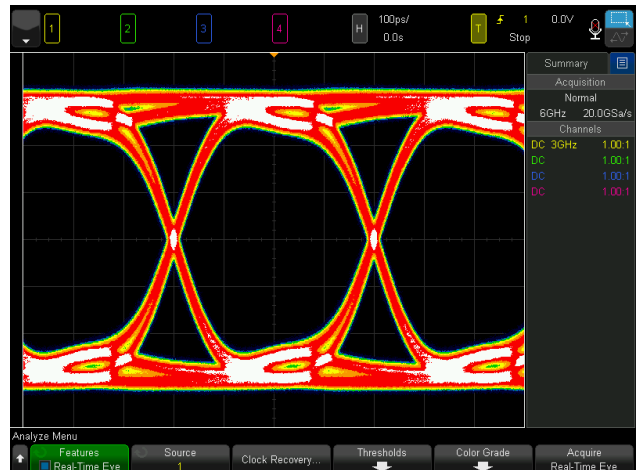 1
2
3
4
H
100ps/
0.0s
T
1
0.0V
Stop
Summary
Acquisition
Normal
6GHz 20.0GSa/s
Channels
DC 3GHz 1.00:1
DC 1.00:1
DC 1.00:1
DC 1.00:1
Analyze Menu
Features
Real-Time Eye
Source
1
Clock Recovery...
Thresholds
Color Grade
Acquire
Real-Time Eye